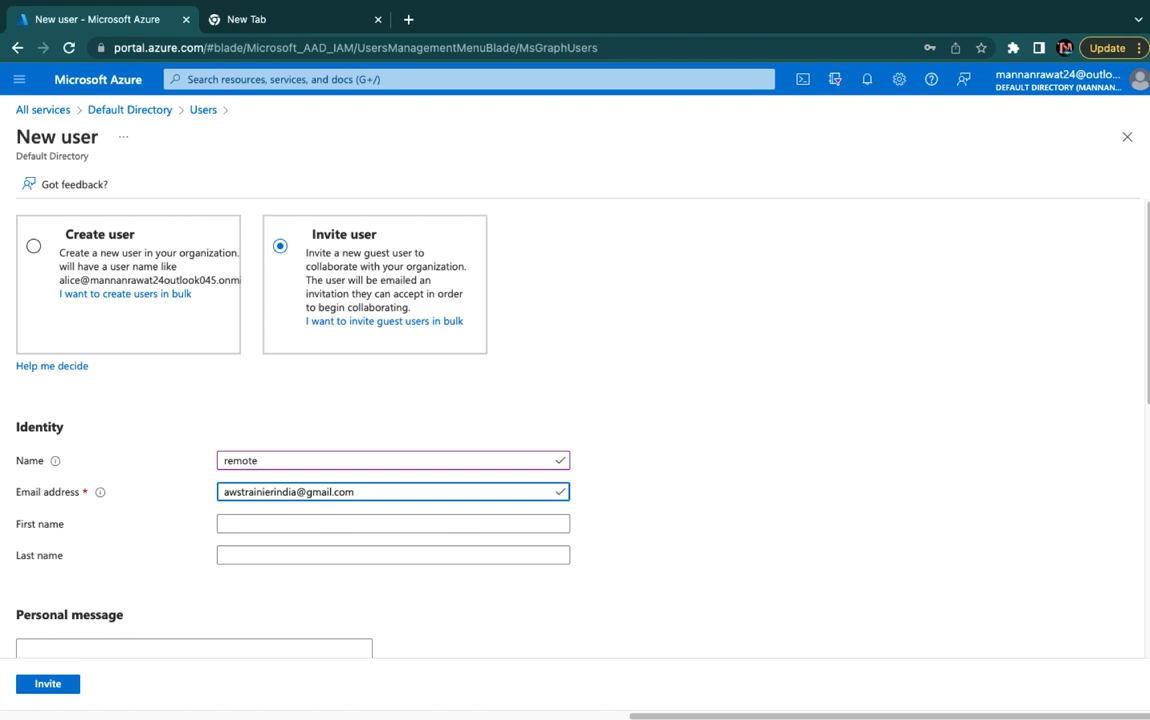 New user - Microsoft Azure
New Tab
portal.azure.com/#blade/Microsoft_AAD_IAM/UsersManagementMenuBlade/MsGraphUsers
Update
Microsoft Azure
Search resources, services, and docs (G+/)
mannanrawat24@outlo...
DEFAULT DIRECTORY (MANNAN...
All services > Default Directory > Users >
New user ...
Default Directory
Got feedback?
Create user
Create a new user in your organization.
will have a user name like
alice@mannanrawat24outlook045.onmi
I want to create users in bulk
Invite user
Invite a new guest user to
collaborate with your organization.
The user will be emailed an
invitation they can accept in order
to begin collaborating.
I want to invite guest users in bulk
Help me decide
Identity
Name
remote
Email address *
awstrainierindia@gmail.com
First name
Last name
Personal message
Invite